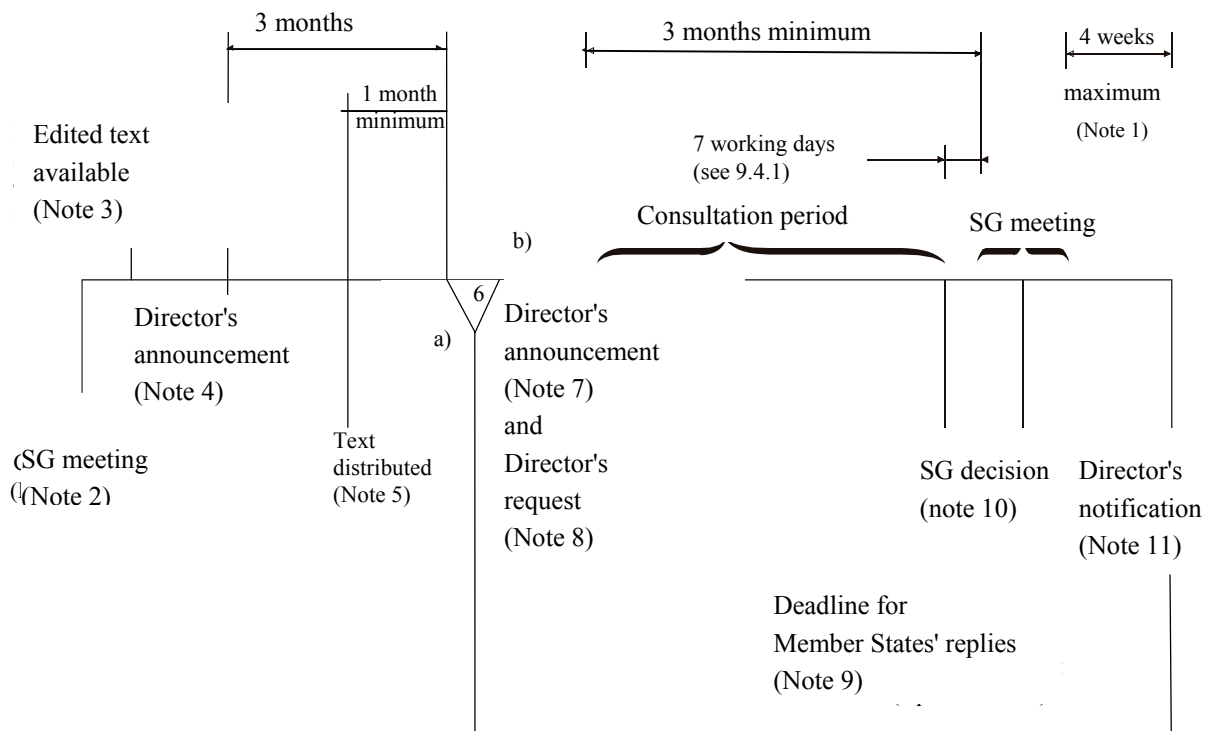 3 months
3 months minimum
4 weeks
maximum
(Note 1)
1 month
minimum
Edited text
available
(Note 3)
7 working days
(see 9.4.1)
Consultation period
SG meeting
b)
6
a)
Director's
announcement
(Note 4)
Director's
announcement
(Note 7)
and
Director's
request
(Note 8)
SG meeting
(Note 2)
Text
distributed
(Note 5)
SG decision
(note 10)
Director's
notification
(Note 11)
Deadline for
Member States' replies
(Note 9)